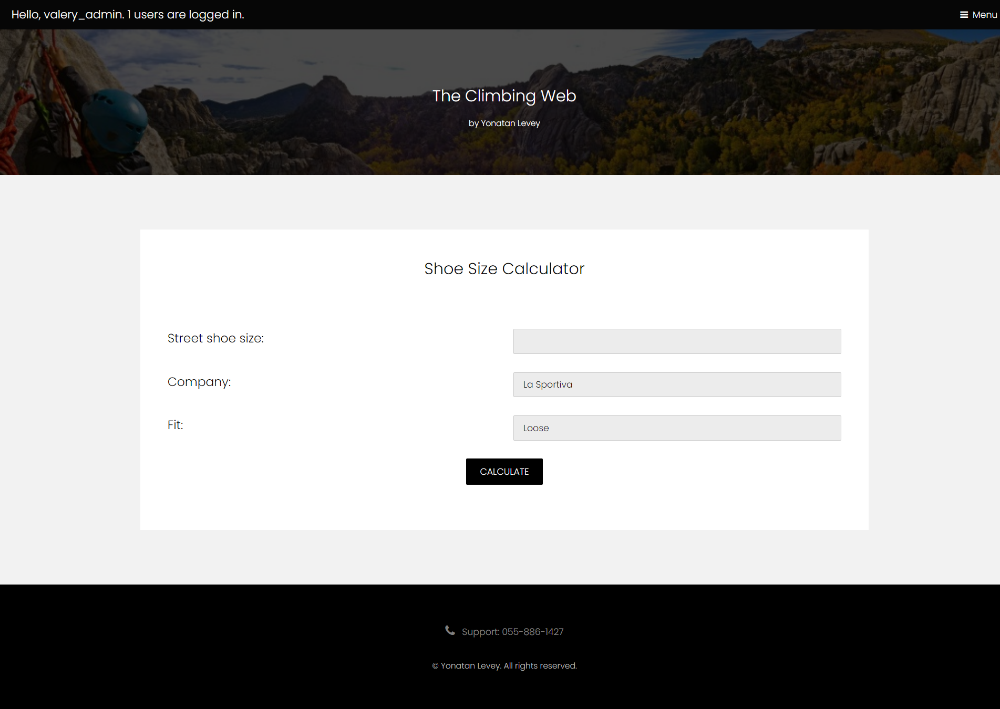 Hello, valery_admin. 1 users are logged in.
Menu
The Climbing Web
by Yonatan Levey
Shoe Size Calculator
Street shoe size:
Company:
La Sportiva
Fit:
Loose
CALCULATE
Support: 055-886-1427
© Yonatan Levey. All rights reserved.